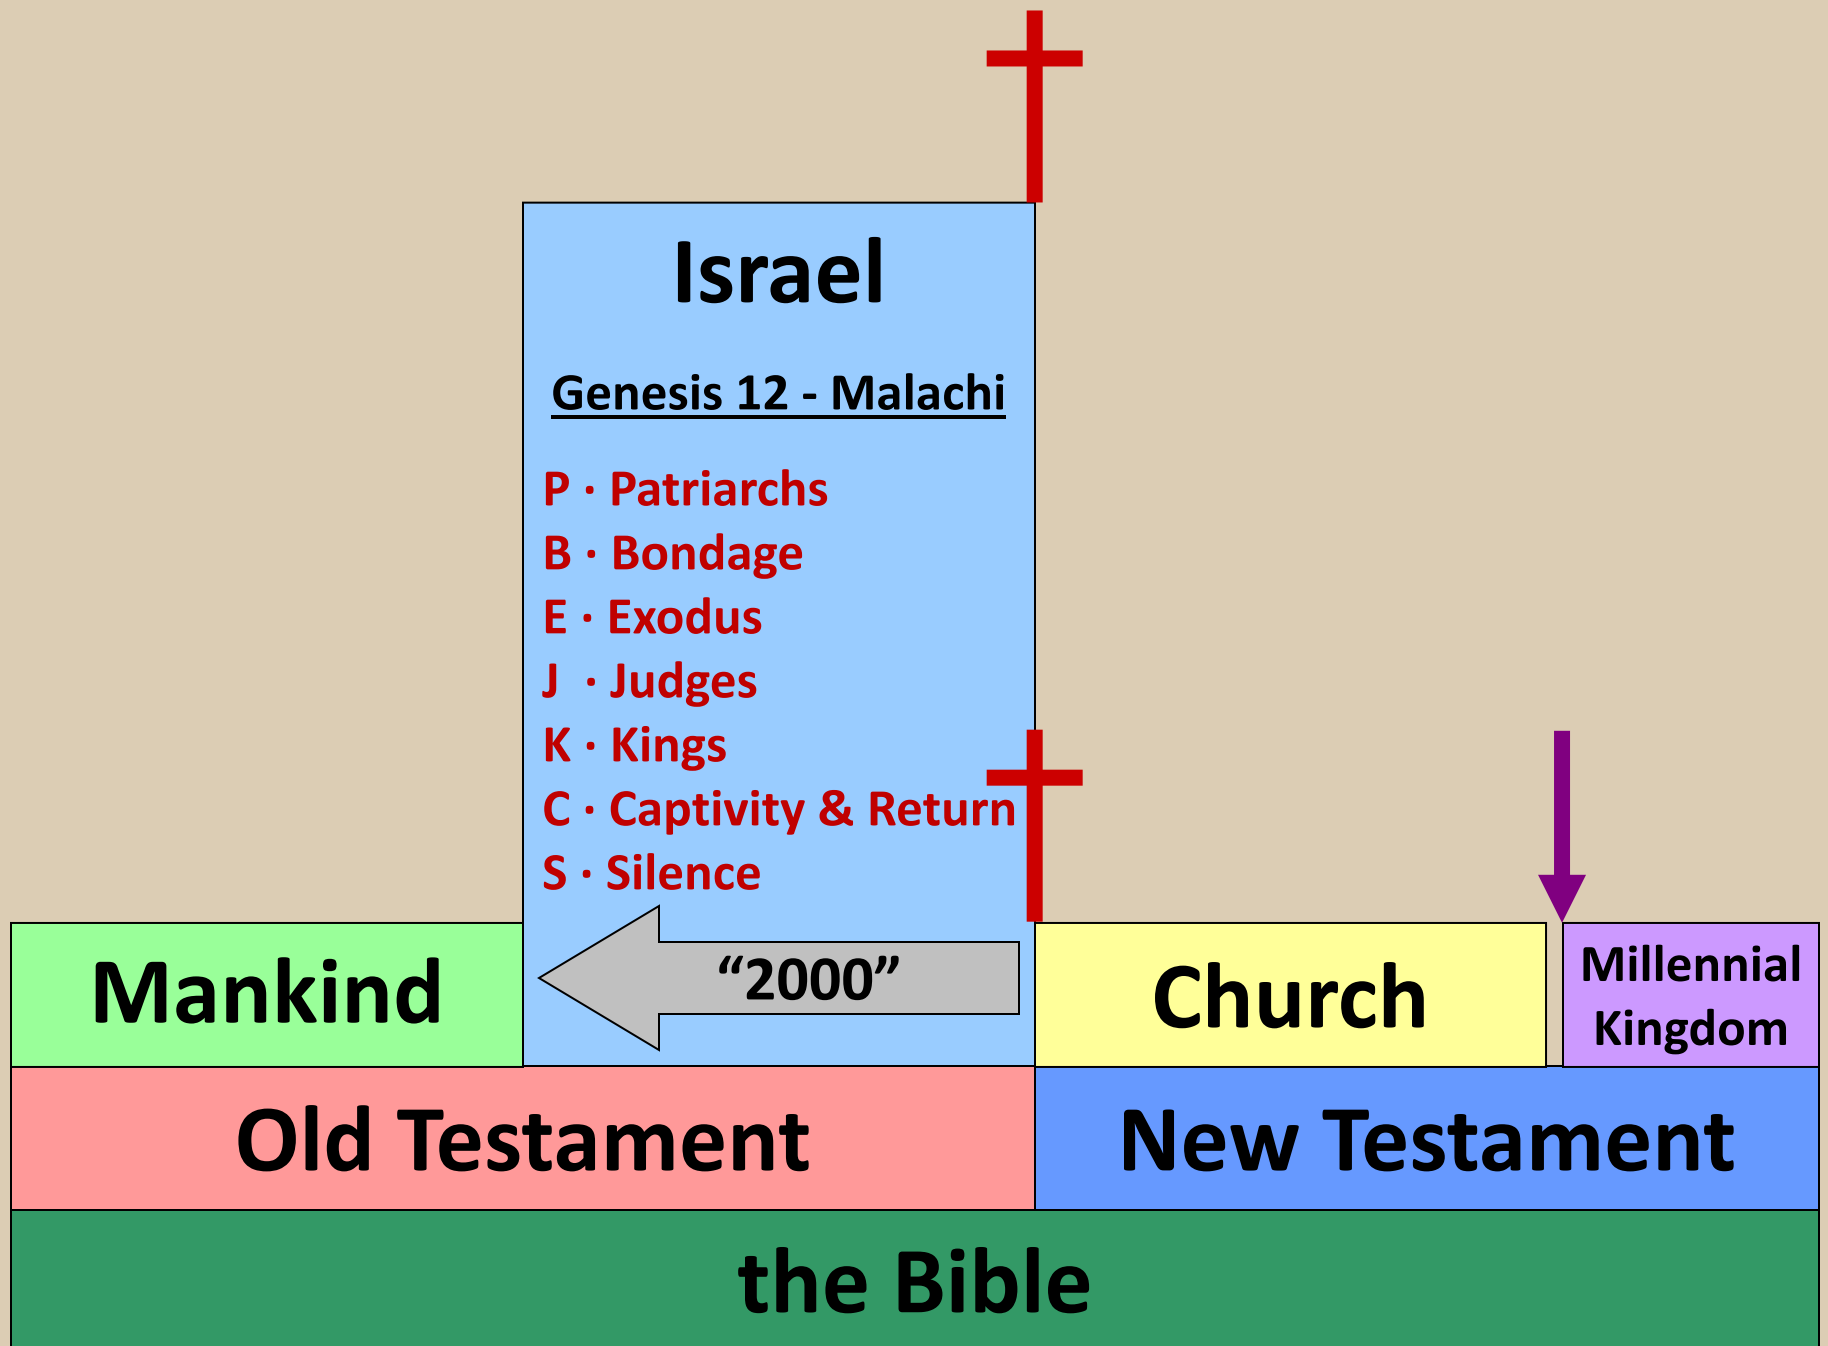 Israel
Genesis 12 - Malachi
P · Patriarchs
B · Bondage
E · Exodus
J · Judges
K · Kings
C · Captivity & Return
S · Silence
“2000”
Mankind
Church
Millennial
Kingdom
Old Testament
New Testament
the Bible